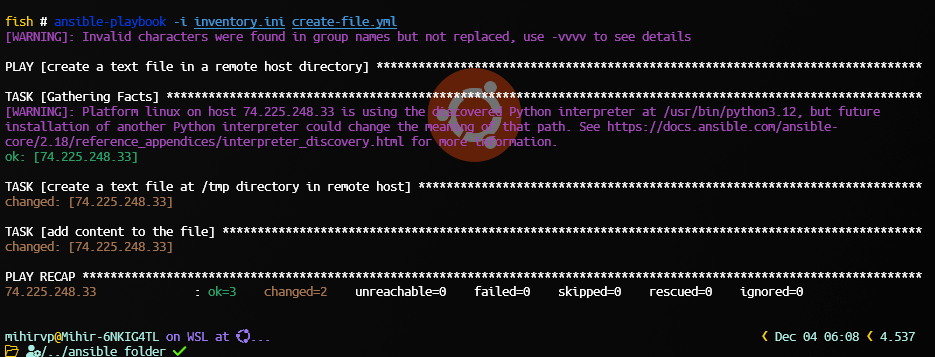 fish # ansible-playbook -i inventory.ini create-file.yml
[WARNING]: Invalid characters were found in group names but not replaced, use -vvvv to see details
PLAY [create a text file in a remote host directory] ******************************************************************************
TASK [Gathering Facts] ************************************************************************************************************
[WARNING]: Platform linux on host 74.225.248.33 is using the discovered Python interpreter at /usr/bin/python3.12, but future
installation of another Python interpreter could change the meaning of that path. See https://docs.ansible.com/ansible-
core/2.18/reference_appendices/interpreter_discovery.html for more information.
ok: [74.225.248.33]
TASK [create a text file at /tmp directory in remote host] ************************************************************************
changed: [74.225.248.33]
TASK [add content to the file] ****************************************************************************************************
changed: [74.225.248.33]
PLAY RECAP ************************************************************************************************************************
74.225.248.33 : ok=3 changed=2 unreachable=0 failed=0 skipped=0 rescued=0 ignored=0
mihirvp@Mihir-6NKIG4TL on WSL at ... ❮ Dec 04 06:08 ❮ 4.537
/../ansible folder ✓